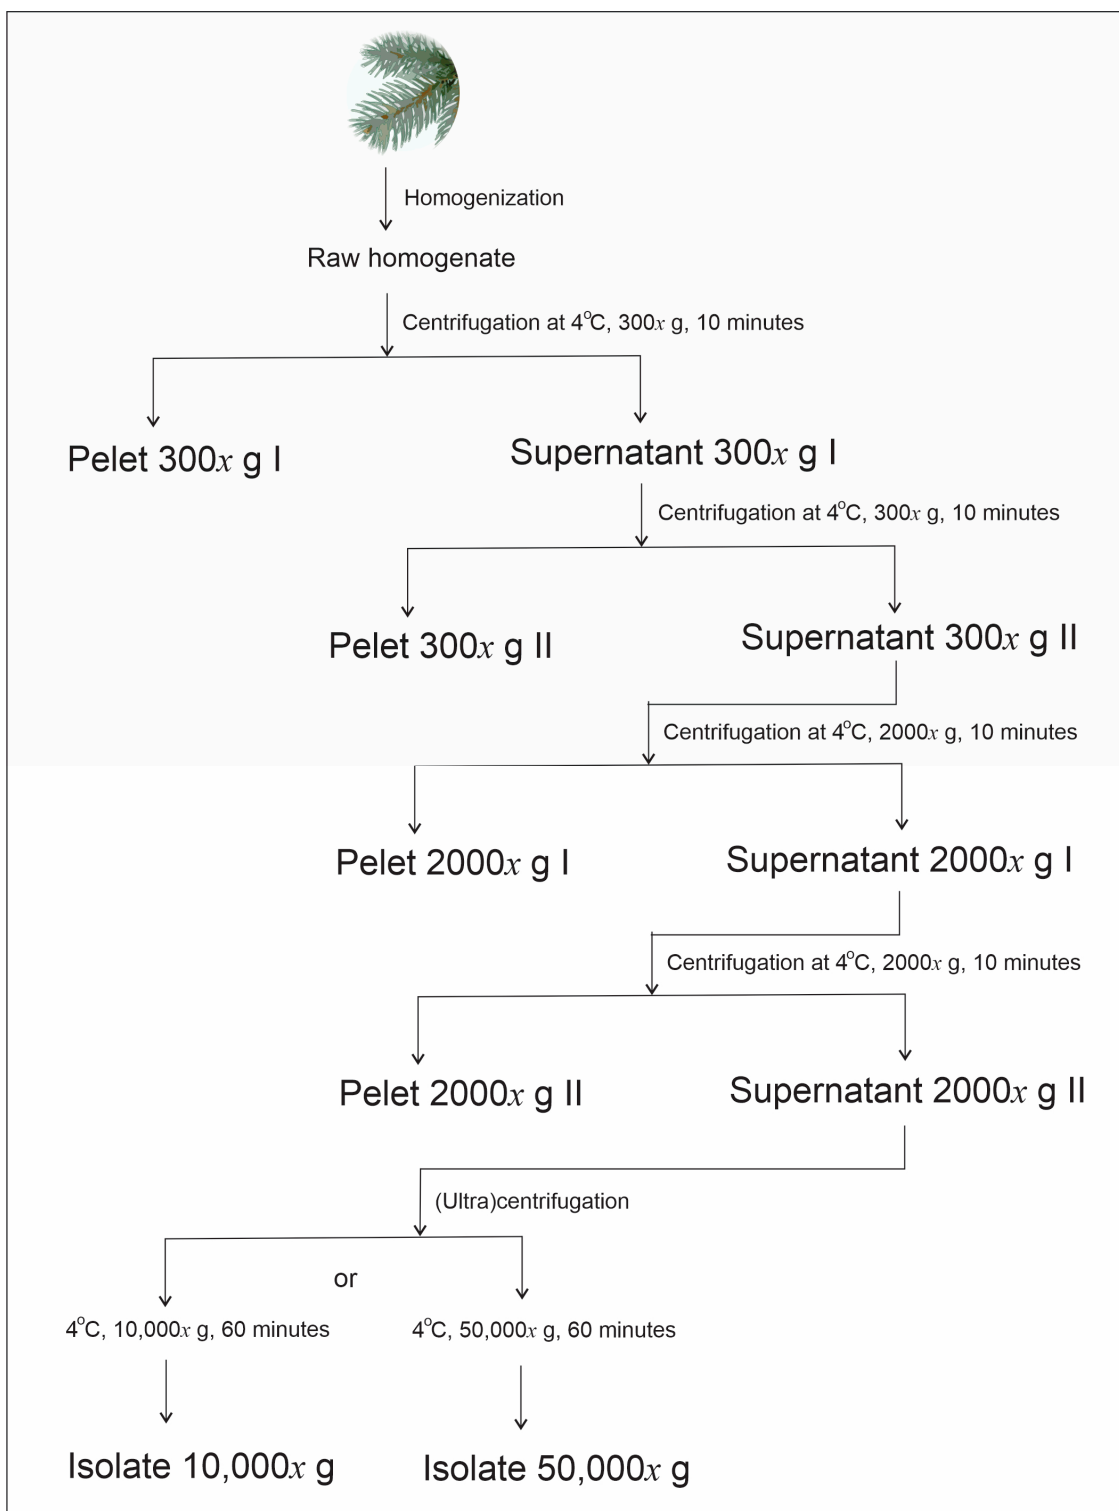 Homogenization
Raw homogenate
Centrifugation at 4°C, 300x g, 10 minutes
Pelet 300x g I
Supernatant 300x g I
Centrifugation at 4°C, 300x g, 10 minutes
Pelet 300x g II
Supernatant 300x g II
Centrifugation at 4°C, 2000x g, 10 minutes
Pelet 2000x g I
Supernatant 2000x g I
Centrifugation at 4°C, 2000x g, 10 minutes
Pelet 2000x g II
Supernatant 2000x g II
(Ultra)centrifugation
or
4°C, 10,000x g, 60 minutes
4°C, 50,000x g, 60 minutes
Isolate 10,000x g
Isolate 50,000x g